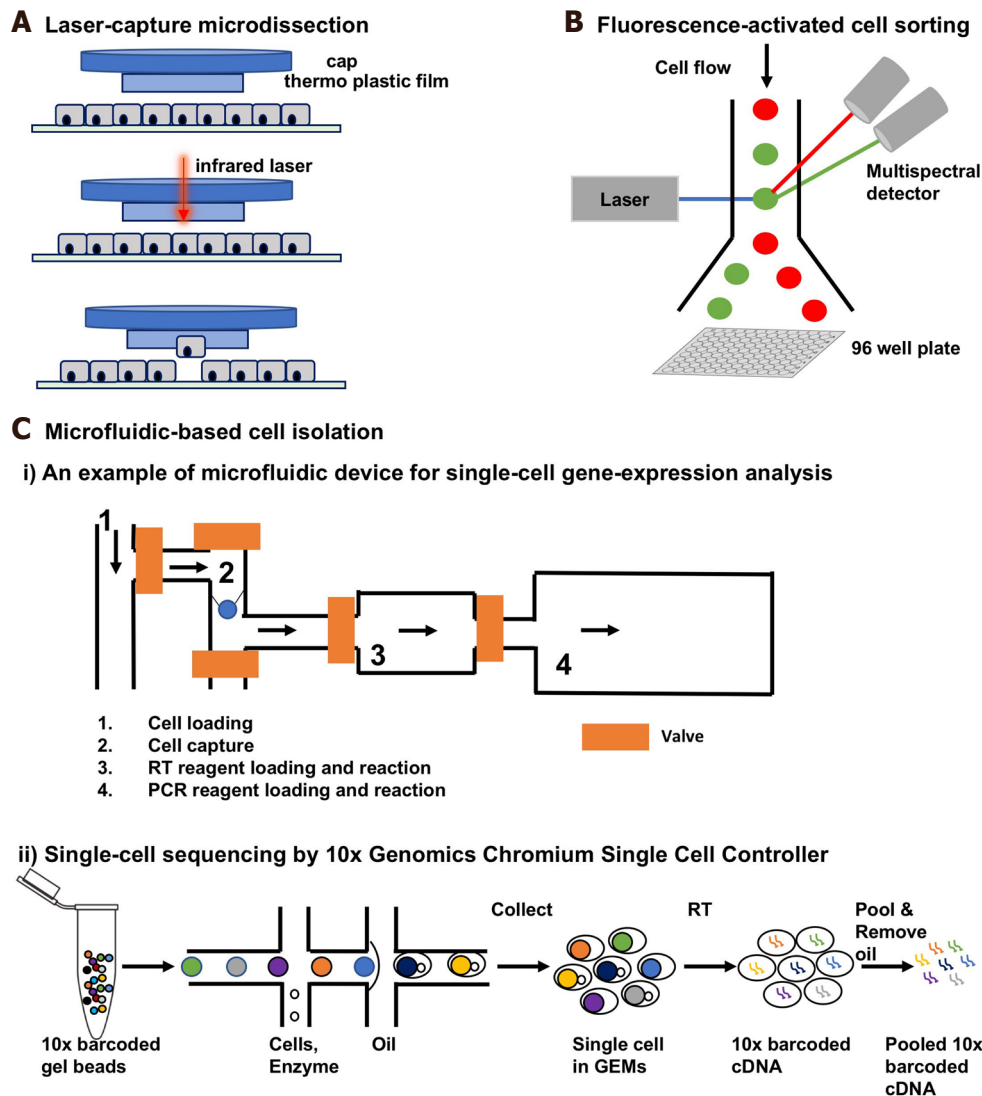 A Laser-capture microdissection
cap
thermo plastic film
infrared laser
B Fluorescence-activated cell sorting
Cell flow
Laser
Multispectral
detector
96 well plate
C Microfluidic-based cell isolation
i) An example of microfluidic device for single-cell gene-expression analysis
1
2
3
4
1. Cell loading
2. Cell capture
3. RT reagent loading and reaction
4. PCR reagent loading and reaction
Valve
ii) Single-cell sequencing by 10x Genomics Chromium Single Cell Controller
Collect
RT
Pool &
Remove
oil
10x barcoded
gel beads
Cells,
Enzyme
Oil
Single cell
in GEMs
10x barcoded
cDNA
Pooled 10x
barcoded
cDNA